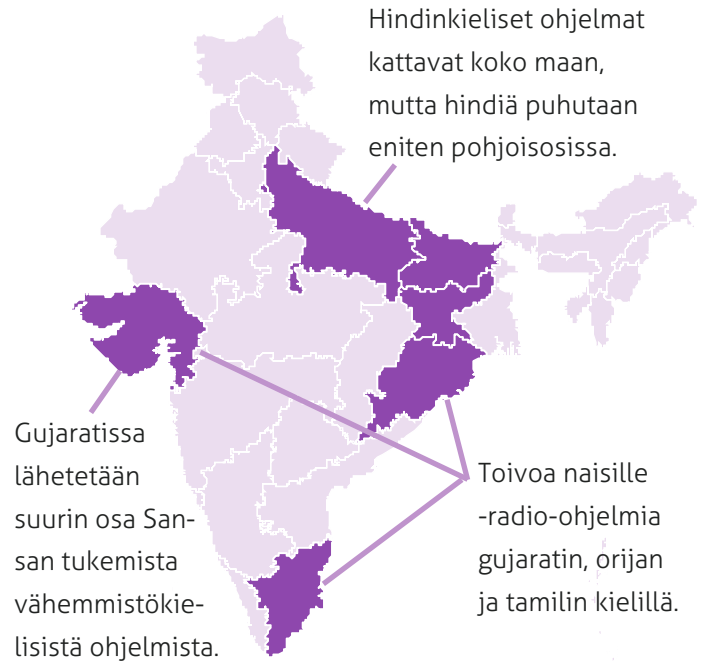 Hindinkieliset ohjelmat
kattavat koko maan,
mutta hindiä puhutaan
eniten pohjoisosissa.
Gujaratissa
lähetetään
suurin osa San-
san tukemista
vähemmistökie-
lisistä ohjelmista.
Toivoa naisille
-radio-ohjelmia
gujaratin, orijan
ja tamilin kielillä.